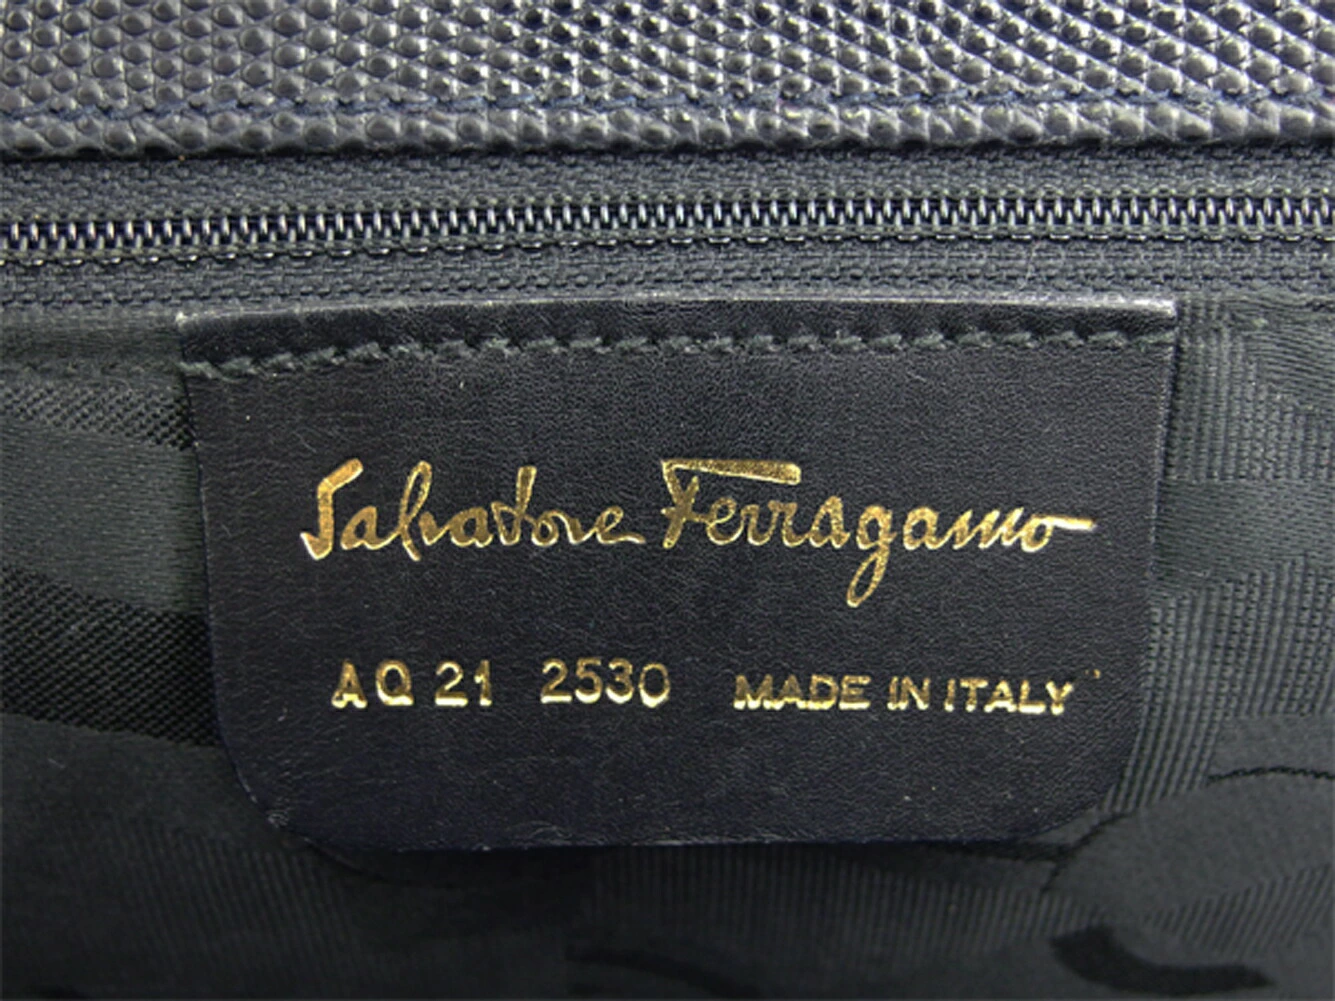 Salvatore Ferragamo
AQ 21 2530 MADE IN ITALY